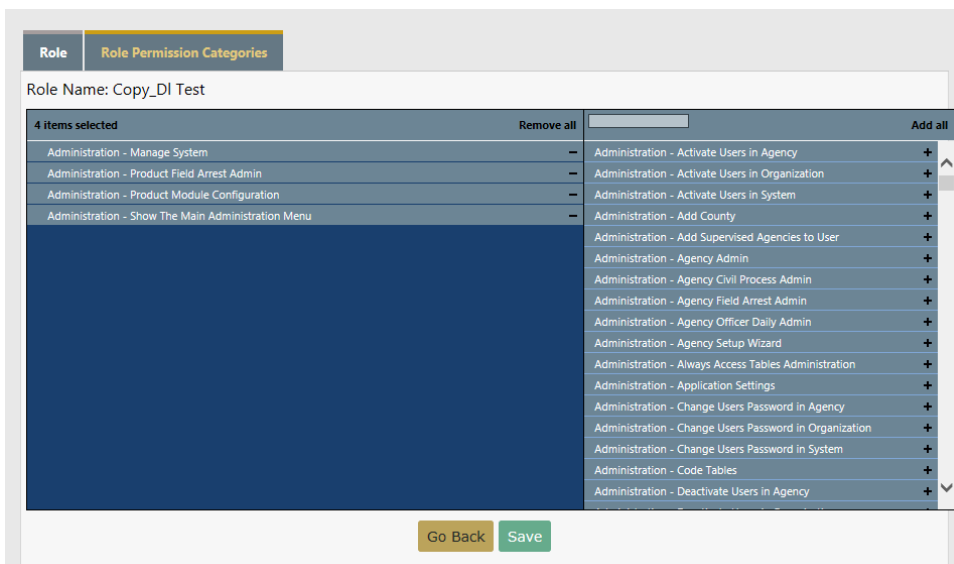 Role
Role Permission Categories
Role Name: Copy_Dl Test
4 items selected
Remove all
Administration - Manage System
Administration - Product Field Arrest Admin
Administration - Product Module Configuration
Administration - Show The Main Administration Menu
Add all
Administration - Activate Users in Agency
Administration - Activate Users in Organization
Administration - Activate Users in System
Administration - Add County
Administration - Add Supervised Agencies to User
Administration - Agency Admin
Administration - Agency Civil Process Admin
Administration - Agency Field Arrest Admin
Administration - Agency Officer Daily Admin
Administration - Agency Setup Wizard
Administration - Always Access Tables Administration
Administration - Application Settings
Administration - Change Users Password in Agency
Administration - Change Users Password in Organization
Administration - Change Users Password in System
Administration - Code Tables
Administration - Deactivate Users in Agency
Go Back
Save